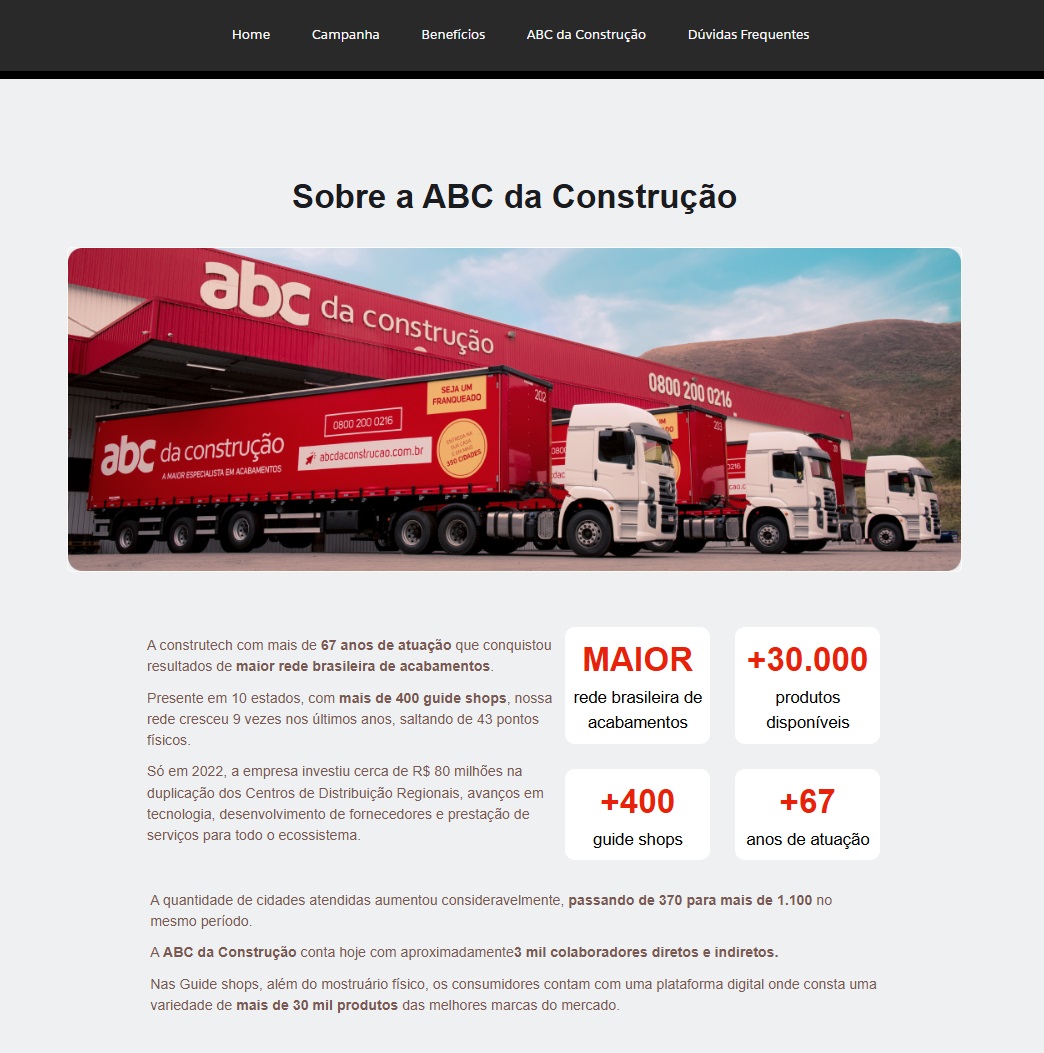 Home Campanha Benefícios ABC da Construção Dúvidas Frequentes
Sobre a ABC da Construção
abc da construção
0800 200 0216
SEJA UM
FRANQUEADO
202
0800 200 0216
abc da construção
A MAIOR ESPECIALISTA EM ACABAMENTOS
abcdaconstrucao.com.br
ENTREGA NA
SUA CASA
350 CIDADES
203
A construtech com mais de 67 anos de atuação que conquistou
resultados de maior rede brasileira de acabamentos.
Presente em 10 estados, com mais de 400 guide shops, nossa
rede cresceu 9 vezes nos últimos anos, saltando de 43 pontos
físicos.
Só em 2022, a empresa investiu cerca de R$ 80 milhões na
duplicação dos Centros de Distribuição Regionais, avanços em
tecnologia, desenvolvimento de fornecedores e prestação de
serviços para todo o ecossistema.
MAIOR
rede brasileira de
acabamentos
+30.000
produtos
disponíveis
+400
guide shops
+67
anos de atuação
A quantidade de cidades atendidas aumentou consideravelmente, passando de 370 para mais de 1.100 no
mesmo período.
A ABC da Construção conta hoje com aproximadamente3 mil colaboradores diretos e indiretos.
Nas Guide shops, além do mostruário físico, os consumidores contam com uma plataforma digital onde consta uma
variedade de mais de 30 mil produtos das melhores marcas do mercado.